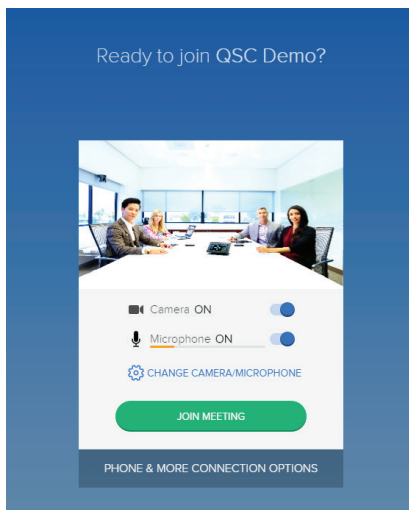 Ready to join QSC Demo?
Camera ON
Microphone ON
CHANGE CAMERA/MICROPHONE
JOIN MEETING
PHONE & MORE CONNECTION OPTIONS